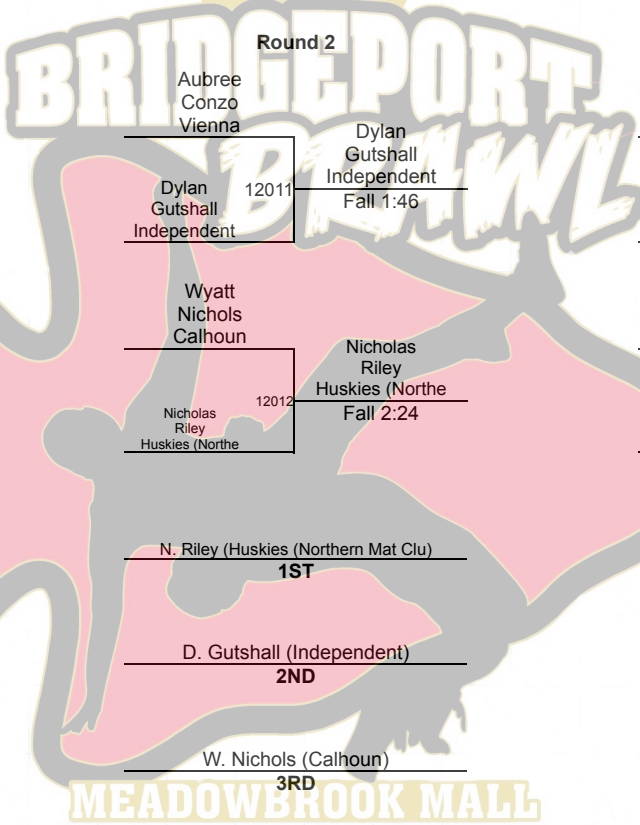 BRIDGEPORT
BRAWL
Round 2
Aubree
Conzo
Vienna
Dylan
Gutshall
Independent
12011
Dylan
Gutshall
Independent
Fall 1:46
Wyatt
Nichols
Calhoun
Nicholas
Riley
Huskies (Northe
12012
Nicholas
Riley
Huskies (Northe
Fall 2:24
N. Riley (Huskies (Northern Mat Clu)
1ST
D. Gutshall (Independent)
2ND
W. Nichols (Calhoun)
3RD
MEADOWBROOK MALL